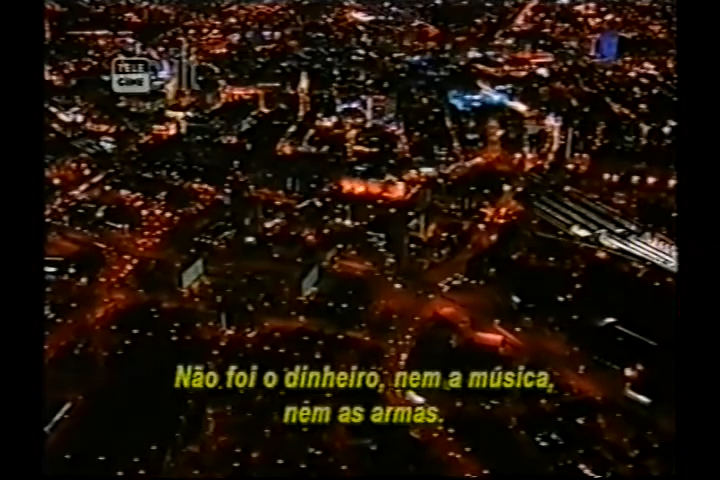 TELE
CINE
Não foi o dinheiro, nem a música,
nem as armas.